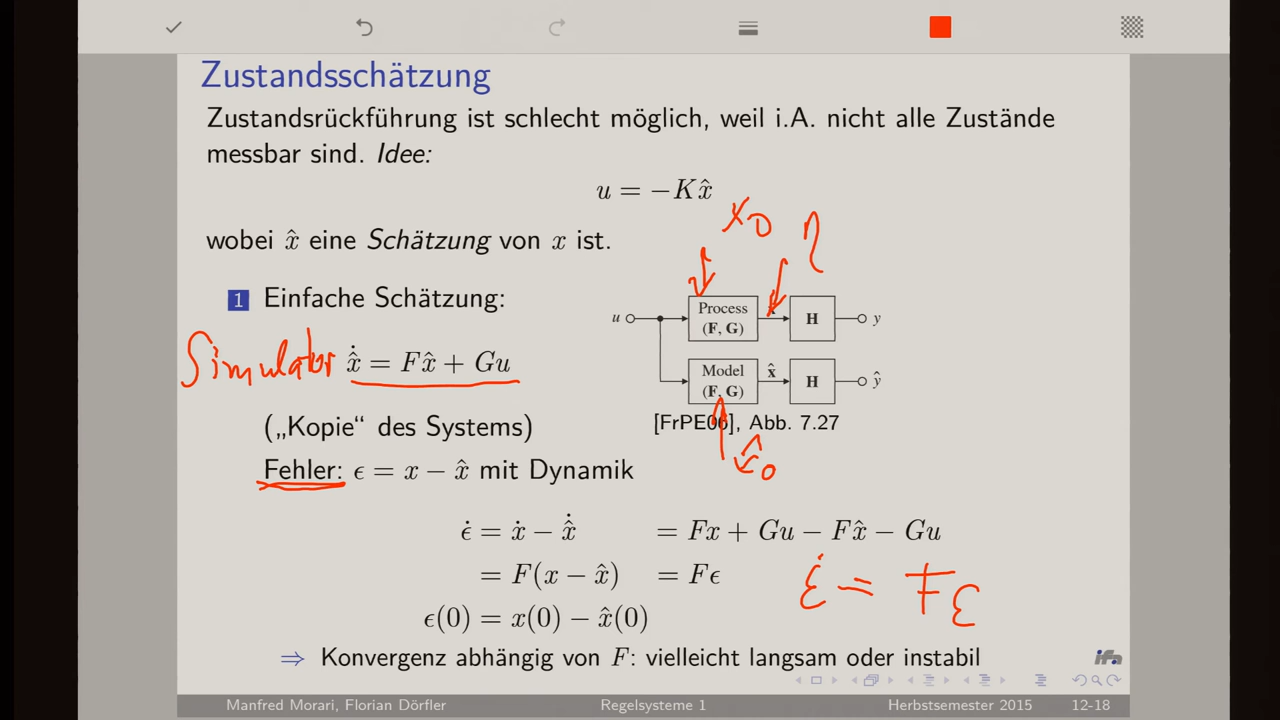 Zustandsschätzung
Zustandsrückführung ist schlecht möglich, weil i.A. nicht alle Zustände
messbar sind. Idee:
u = −Kx̂
x₀
wobei x̂ eine Schätzung von x ist.
1 Einfache Schätzung:
Process
(F, G)
u
H
y
Simulator
x̂̇ = Fx̂ + Gu
Model
(F, G)
x̂
H
ŷ
(„Kopie“ des Systems)
[FrPE06], Abb. 7.27
x̂₀
Fehler: ϵ = x − x̂ mit Dynamik
ϵ̇ = ẋ − x̂̇ = Fx + Gu − Fx̂ − Gu
= F(x − x̂) = Fϵ
ε̇ = Fε
ϵ(0) = x(0) − x̂(0)
⇒ Konvergenz abhängig von F: vielleicht langsam oder instabil
ifa
Manfred Morari, Florian Dörfler Regelsysteme 1 Herbstsemester 2015 12-18